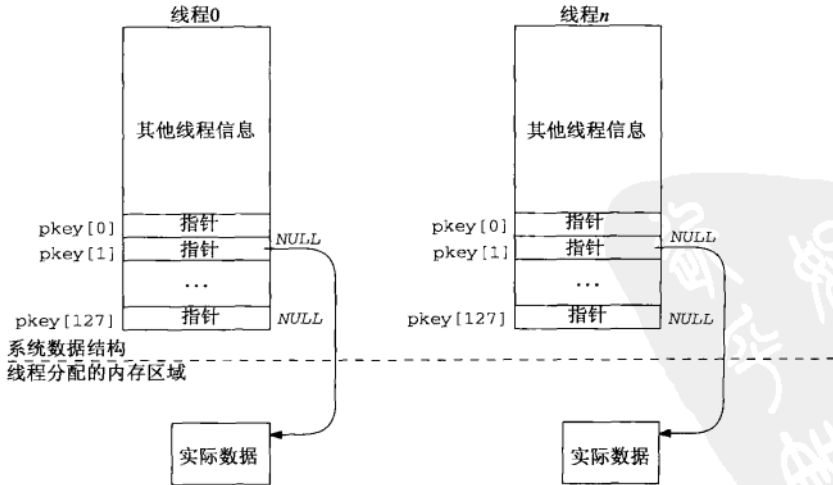 线程0
其他线程信息
pkey[0] 指针 NULL
pkey[1] 指针
...
pkey[127] 指针 NULL
线程n
其他线程信息
pkey[0] 指针 NULL
pkey[1] 指针
...
pkey[127] 指针
系统数据结构
线程分配的内存区域
实际数据
实际数据